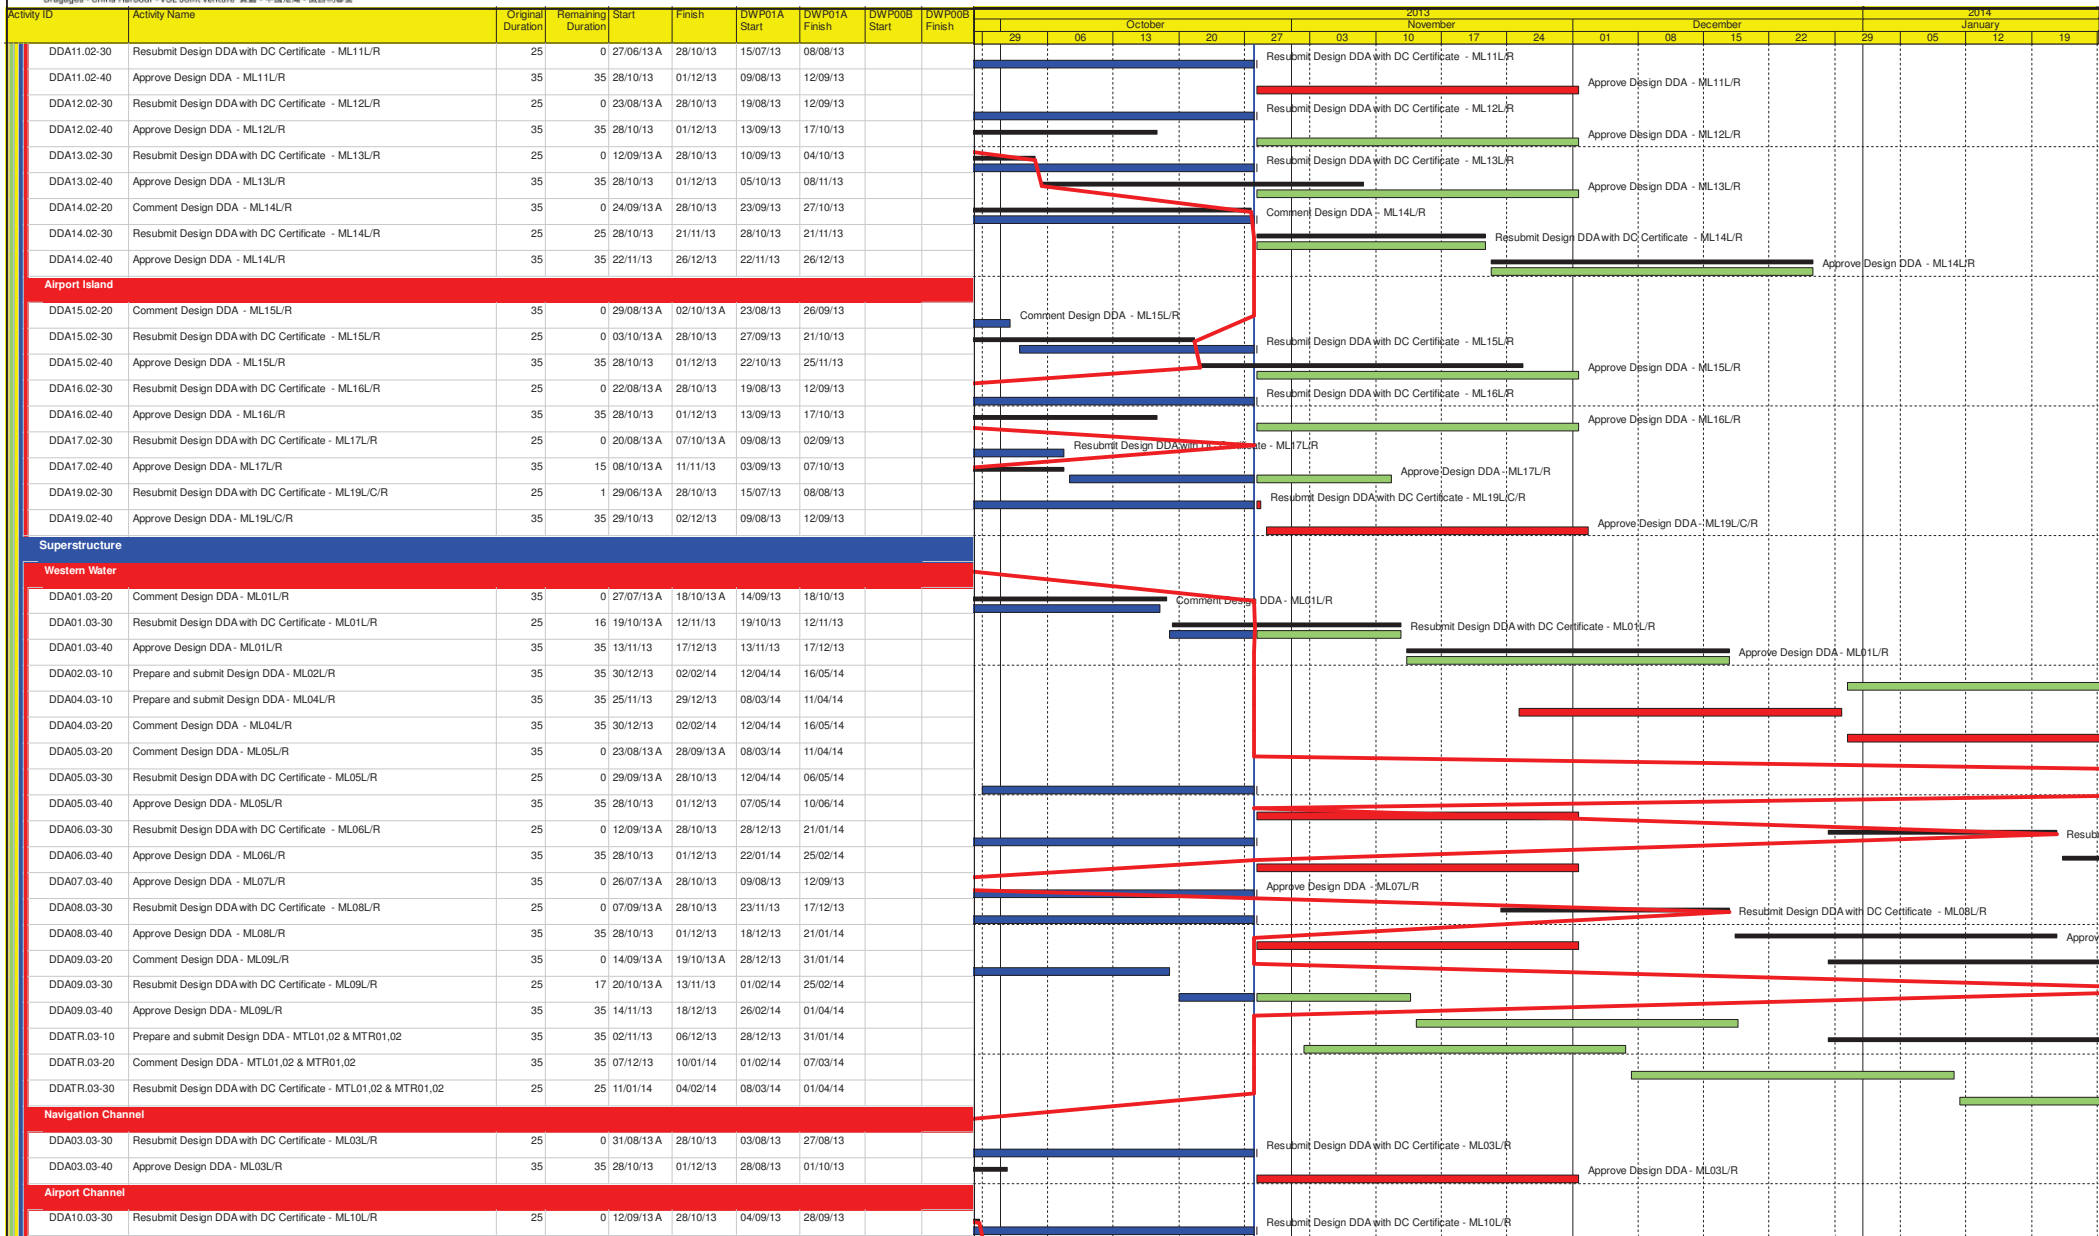 Activity ID Activity Name Original Duration Remaining Duration Start Finish DWP01A Start DWP01A Finish DWP00B Start DWP00B Finish
2013 2014
October November December January
29 06 13 20 27 03 10 17 24 01 08 15 22 29 05 12 19
DDA11.02-30 Resubmit Design DDA with DC Certificate - ML11L/R 25 0 27/06/13 A 28/10/13 15/07/13 08/08/13 Resubmit Design DDA with DC Certificate - ML11L/R
DDA11.02-40 Approve Design DDA - ML11L/R 35 35 28/10/13 01/12/13 09/08/13 12/09/13 Approve Design DDA - ML11L/R
DDA12.02-30 Resubmit Design DDA with DC Certificate - ML12L/R 25 0 23/08/13 A 28/10/13 19/08/13 12/09/13 Resubmit Design DDA with DC Certificate - ML12L/R
DDA12.02-40 Approve Design DDA - ML12L/R 35 35 28/10/13 01/12/13 13/09/13 17/10/13 Approve Design DDA - ML12L/R
DDA13.02-30 Resubmit Design DDA with DC Certificate - ML13L/R 25 0 12/09/13 A 28/10/13 10/09/13 04/10/13 Resubmit Design DDA with DC Certificate - ML13L/R
DDA13.02-40 Approve Design DDA - ML13L/R 35 35 28/10/13 01/12/13 05/10/13 08/11/13 Approve Design DDA - ML13L/R
DDA14.02-20 Comment Design DDA - ML14L/R 35 0 24/09/13 A 28/10/13 23/09/13 27/10/13 Comment Design DDA - ML14L/R
DDA14.02-30 Resubmit Design DDA with DC Certificate - ML14L/R 25 25 28/10/13 21/11/13 28/10/13 21/11/13 Resubmit Design DDA with DC Certificate - ML14L/R
DDA14.02-40 Approve Design DDA - ML14L/R 35 35 22/11/13 26/12/13 22/11/13 26/12/13 Approve Design DDA - ML14L/R
Airport Island
DDA15.02-20 Comment Design DDA - ML15L/R 35 0 29/08/13 A 02/10/13 A 23/08/13 26/09/13 Comment Design DDA - ML15L/R
DDA15.02-30 Resubmit Design DDA with DC Certificate - ML15L/R 25 0 03/10/13 A 28/10/13 27/09/13 21/10/13 Resubmit Design DDA with DC Certificate - ML15L/R
DDA15.02-40 Approve Design DDA - ML15L/R 35 35 28/10/13 01/12/13 22/10/13 25/11/13 Approve Design DDA - ML15L/R
DDA16.02-30 Resubmit Design DDA with DC Certificate - ML16L/R 25 0 22/08/13 A 28/10/13 19/08/13 12/09/13 Resubmit Design DDA with DC Certificate - ML16L/R
DDA16.02-40 Approve Design DDA - ML16L/R 35 35 28/10/13 01/12/13 13/09/13 17/10/13 Approve Design DDA - ML16L/R
DDA17.02-30 Resubmit Design DDA with DC Certificate - ML17L/R 25 0 20/08/13 A 07/10/13 A 09/08/13 02/09/13 Resubmit Design DDA with DC Certificate - ML17L/R
DDA17.02-40 Approve Design DDA - ML17L/R 35 15 08/10/13 A 11/11/13 03/09/13 07/10/13 Approve Design DDA - ML17L/R
DDA19.02-30 Resubmit Design DDA with DC Certificate - ML19L/C/R 25 1 29/06/13 A 28/10/13 15/07/13 08/08/13 Resubmit Design DDA with DC Certificate - ML19L/C/R
DDA19.02-40 Approve Design DDA - ML19L/C/R 35 35 29/10/13 02/12/13 09/08/13 12/09/13 Approve Design DDA - ML19L/C/R
Superstructure
Western Water
DDA01.03-20 Comment Design DDA - ML01L/R 35 0 27/07/13 A 18/10/13 A 14/09/13 18/10/13 Comment Design DDA - ML01L/R
DDA01.03-30 Resubmit Design DDA with DC Certificate - ML01L/R 25 16 19/10/13 A 12/11/13 19/10/13 12/11/13 Resubmit Design DDA with DC Certificate - ML01L/R
DDA01.03-40 Approve Design DDA - ML01L/R 35 35 13/11/13 17/12/13 13/11/13 17/12/13 Approve Design DDA - ML01L/R
DDA02.03-10 Prepare and submit Design DDA - ML02L/R 35 35 30/12/13 02/02/14 12/04/14 16/05/14
DDA04.03-10 Prepare and submit Design DDA - ML04L/R 35 35 25/11/13 29/12/13 08/03/14 11/04/14
DDA04.03-20 Comment Design DDA - ML04L/R 35 35 30/12/13 02/02/14 12/04/14 16/05/14
DDA05.03-20 Comment Design DDA - ML05L/R 35 0 23/08/13 A 28/09/13 A 08/03/14 11/04/14
DDA05.03-30 Resubmit Design DDA with DC Certificate - ML05L/R 25 0 29/09/13 A 28/10/13 12/04/14 06/05/14
DDA05.03-40 Approve Design DDA - ML05L/R 35 35 28/10/13 01/12/13 07/05/14 10/06/14
DDA06.03-30 Resubmit Design DDA with DC Certificate - ML06L/R 25 0 12/09/13 A 28/10/13 28/12/13 21/01/14 Resub
DDA06.03-40 Approve Design DDA - ML06L/R 35 35 28/10/13 01/12/13 22/01/14 25/02/14
DDA07.03-40 Approve Design DDA - ML07L/R 35 0 26/07/13 A 28/10/13 09/08/13 12/09/13 Approve Design DDA - ML07L/R
DDA08.03-30 Resubmit Design DDA with DC Certificate - ML08L/R 25 0 07/09/13 A 28/10/13 23/11/13 17/12/13 Resubmit Design DDA with DC Certificate - ML08L/R
DDA08.03-40 Approve Design DDA - ML08L/R 35 35 28/10/13 01/12/13 18/12/13 21/01/14 Approv
DDA09.03-20 Comment Design DDA - ML09L/R 35 0 14/09/13 A 19/10/13 A 28/12/13 31/01/14
DDA09.03-30 Resubmit Design DDA with DC Certificate - ML09L/R 25 17 20/10/13 A 13/11/13 01/02/14 25/02/14
DDA09.03-40 Approve Design DDA - ML09L/R 35 35 14/11/13 18/12/13 26/02/14 01/04/14
DDATR.03-10 Prepare and submit Design DDA - MTL01,02 & MTR01,02 35 35 02/11/13 06/12/13 28/12/13 31/01/14
DDATR.03-20 Comment Design DDA - MTL01,02 & MTR01,02 35 35 07/12/13 10/01/14 01/02/14 07/03/14
DDATR.03-30 Resubmit Design DDA with DC Certificate - MTL01,02 & MTR01,02 25 25 11/01/14 04/02/14 08/03/14 01/04/14
Navigation Channel
DDA03.03-30 Resubmit Design DDA with DC Certificate - ML03L/R 25 0 31/08/13 A 28/10/13 03/08/13 27/08/13 Resubmit Design DDA with DC Certificate - ML03L/R
DDA03.03-40 Approve Design DDA - ML03L/R 35 35 28/10/13 01/12/13 28/08/13 01/10/13 Approve Design DDA - ML03L/R
Airport Channel
DDA10.03-30 Resubmit Design DDA with DC Certificate - ML10L/R 25 0 12/09/13 A 28/10/13 04/09/13 28/09/13 Resubmit Design DDA with DC Certificate - ML10L/R